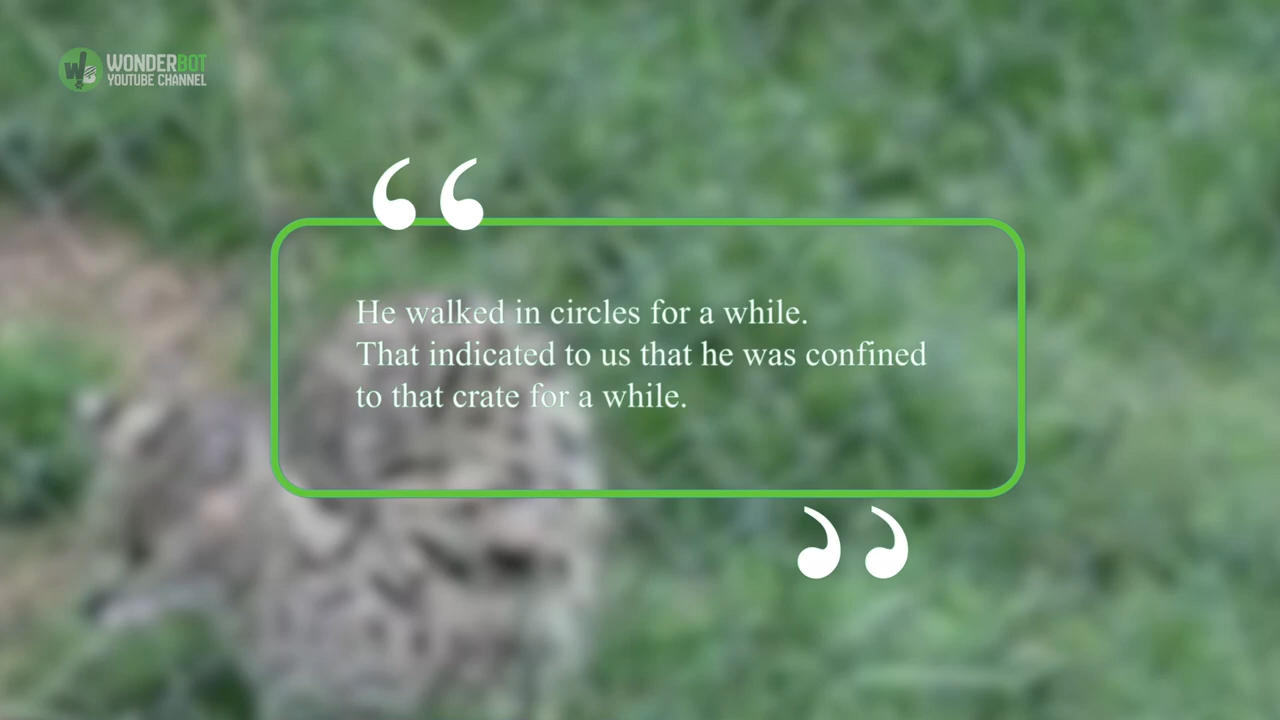 WONDERBOT
YOUTUBE CHANNEL
“
He walked in circles for a while.
That indicated to us that he was confined
to that crate for a while.
”